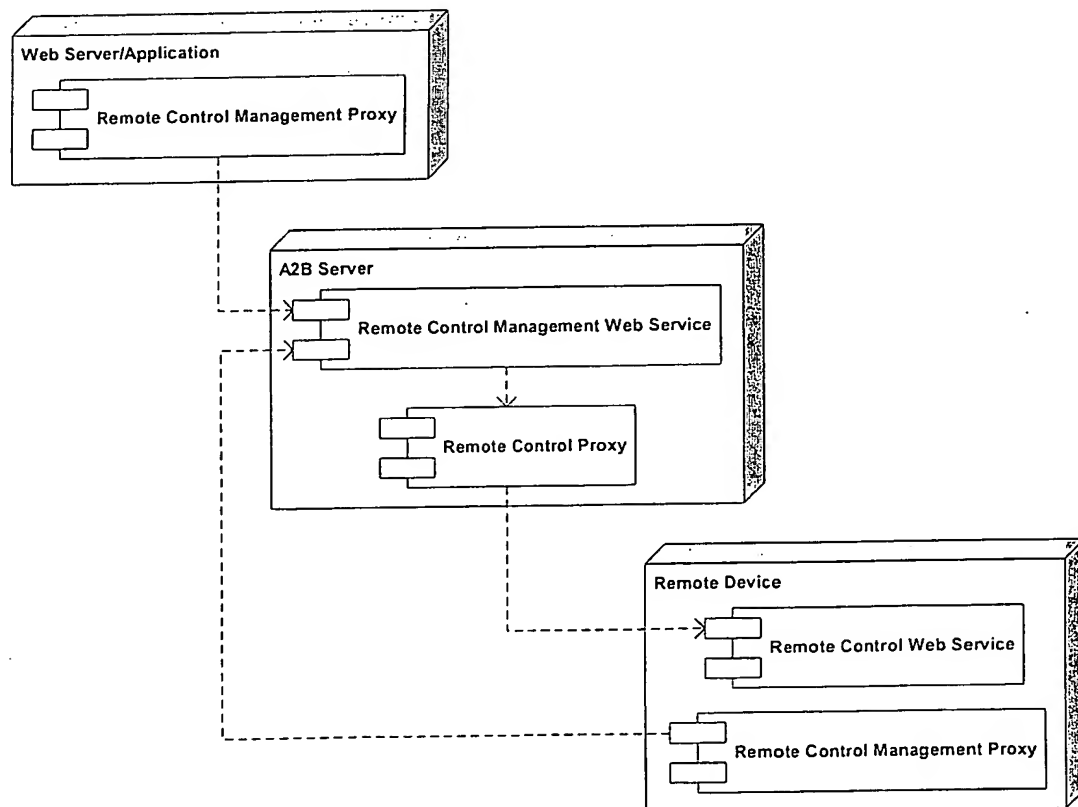 Web Server/Application
Remote Control Management Proxy
A2B Server
Remote Control Management Web Service
Remote Control Proxy
Remote Device
Remote Control Web Service
Remote Control Management Proxy